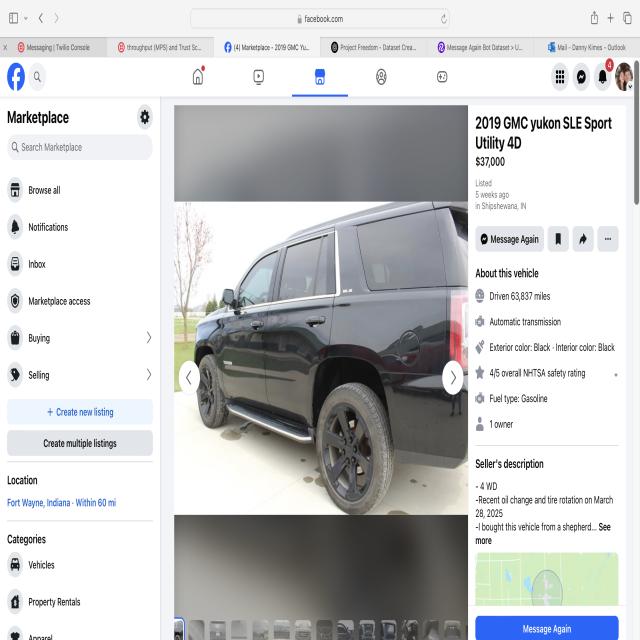 facebook.com
Messaging | Twilio Console
throughput (MPS) and Trust Sc...
(4) Marketplace - 2019 GMC Yu...
Project Freedom - Dataset Crea...
Message Again Bot Dataset > U...
Mail - Danny Kimes - Outlook
4
Marketplace
Search Marketplace
Browse all
Notifications
Inbox
Marketplace access
Buying
Selling
+ Create new listing
Create multiple listings
Location
Fort Wayne, Indiana · Within 60 mi
Categories
Vehicles
Property Rentals
Apparel
2019 GMC yukon SLE Sport
Utility 4D
$37,000
Listed
5 weeks ago
in Shipshewana, IN
Message Again
About this vehicle
Driven 63,837 miles
Automatic transmission
Exterior color: Black · Interior color: Black
4/5 overall NHTSA safety rating
Fuel type: Gasoline
1 owner
Seller's description
- 4 WD
-Recent oil change and tire rotation on March
28, 2025
-I bought this vehicle from a shepherd... See
more
Message Again